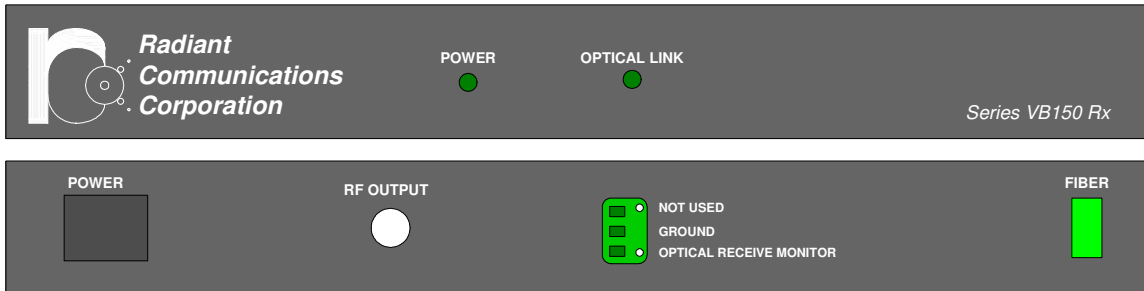 Radiant
Communications
Corporation
POWER
OPTICAL LINK
Series VB150 Rx
POWER
RF OUTPUT
NOT USED
GROUND
OPTICAL RECEIVE MONITOR
FIBER